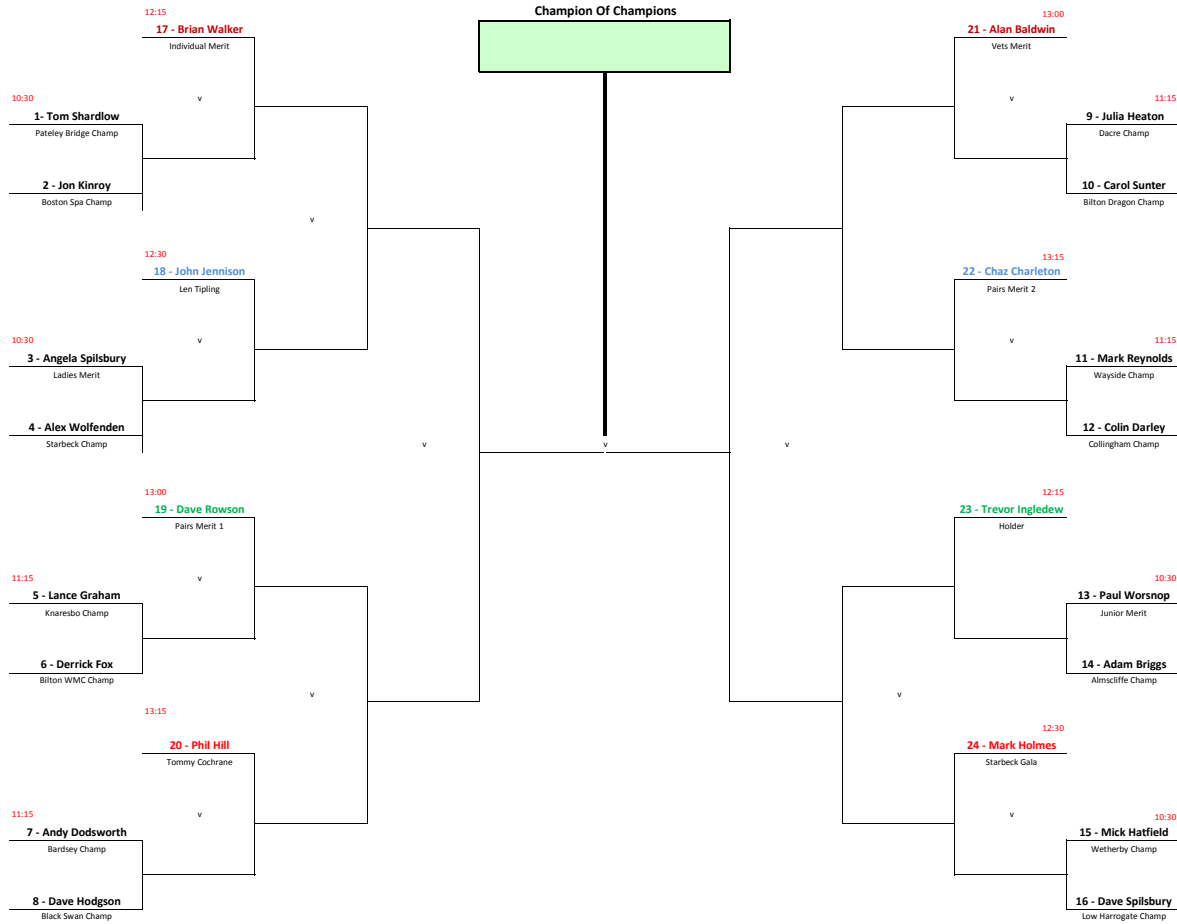 Champion Of Champions
12:15
17 - Brian Walker
Individual Merit
v
10:30
1- Tom Shardlow
Pateley Bridge Champ
2 - Jon Kinroy
Boston Spa Champ
v
12:30
18 - John Jennison
Len Tipling
v
10:30
3 - Angela Spilsbury
Ladies Merit
4 - Alex Wolfenden
Starbeck Champ
v
13:00
19 - Dave Rowson
Pairs Merit 1
v
11:15
5 - Lance Graham
Knaresbo Champ
6 - Derrick Fox
Bilton WMC Champ
v
13:15
20 - Phil Hill
Tommy Cochrane
v
11:15
7 - Andy Dodsworth
Bardsey Champ
8 - Dave Hodgson
Black Swan Champ
v
13:00
21 - Alan Baldwin
Vets Merit
v
11:15
9 - Julia Heaton
Dacre Champ
10 - Carol Sunter
Bilton Dragon Champ
13:15
22 - Chaz Charleton
Pairs Merit 2
v
11:15
11 - Mark Reynolds
Wayside Champ
12 - Colin Darley
Collingham Champ
v
12:15
23 - Trevor Ingledew
Holder
10:30
13 - Paul Worsnop
Junior Merit
14 - Adam Briggs
Almscliffe Champ
v
12:30
24 - Mark Holmes
Starbeck Gala
v
10:30
15 - Mick Hatfield
Wetherby Champ
16 - Dave Spilsbury
Low Harrogate Champ